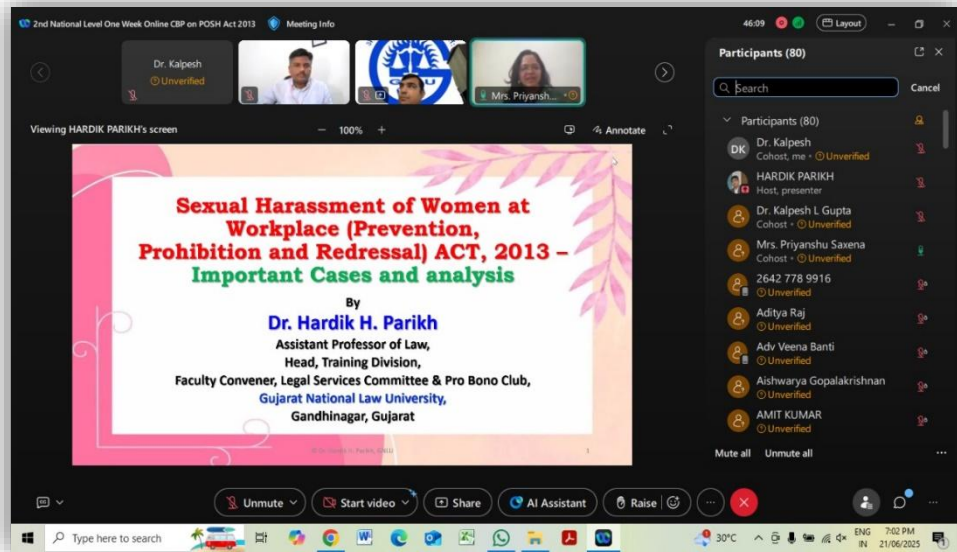 2nd National Level One Week Online CBP on POSH Act 2013
Meeting Info
46:09
Layout
Dr. Kalpesh
Unverified
Mrs. Priyansh...
Viewing HARDIK PARIKH's screen
100%
Annotate
Sexual Harassment of Women at
Workplace (Prevention,
Prohibition and Redressal) ACT, 2013 –
Important Cases and analysis
By
Dr. Hardik H. Parikh
Assistant Professor of Law,
Head, Training Division,
Faculty Convener, Legal Services Committee & Pro Bono Club,
Gujarat National Law University,
Gandhinagar, Gujarat
1
Participants (80)
Search
Cancel
Participants (80)
DK
Dr. Kalpesh
Cohost, me • Unverified
HARDIK PARIKH
Host, presenter
Dr. Kalpesh L Gupta
Cohost • Unverified
Mrs. Priyanshu Saxena
Cohost • Unverified
2642 778 9916
Unverified
Aditya Raj
Unverified
Adv Veena Banti
Unverified
Aishwarya Gopalakrishnan
Unverified
AMIT KUMAR
Unverified
Mute all Unmute all
Unmute
Start video
Share
AI Assistant
Raise
Type here to search
30°C
ENG
IN
7:02 PM
21/06/2025